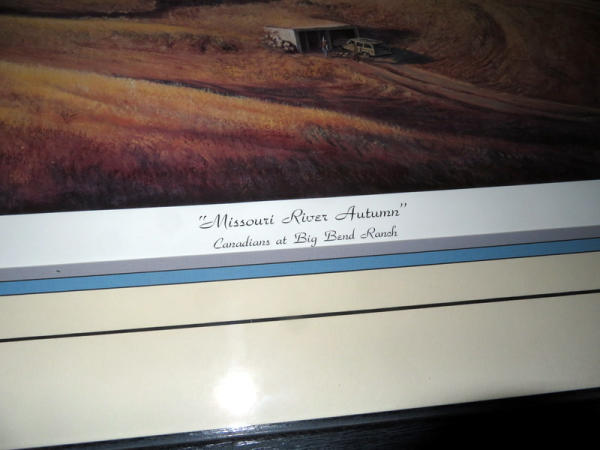 "Missouri River Autumn"
Canadians at Big Bend Ranch